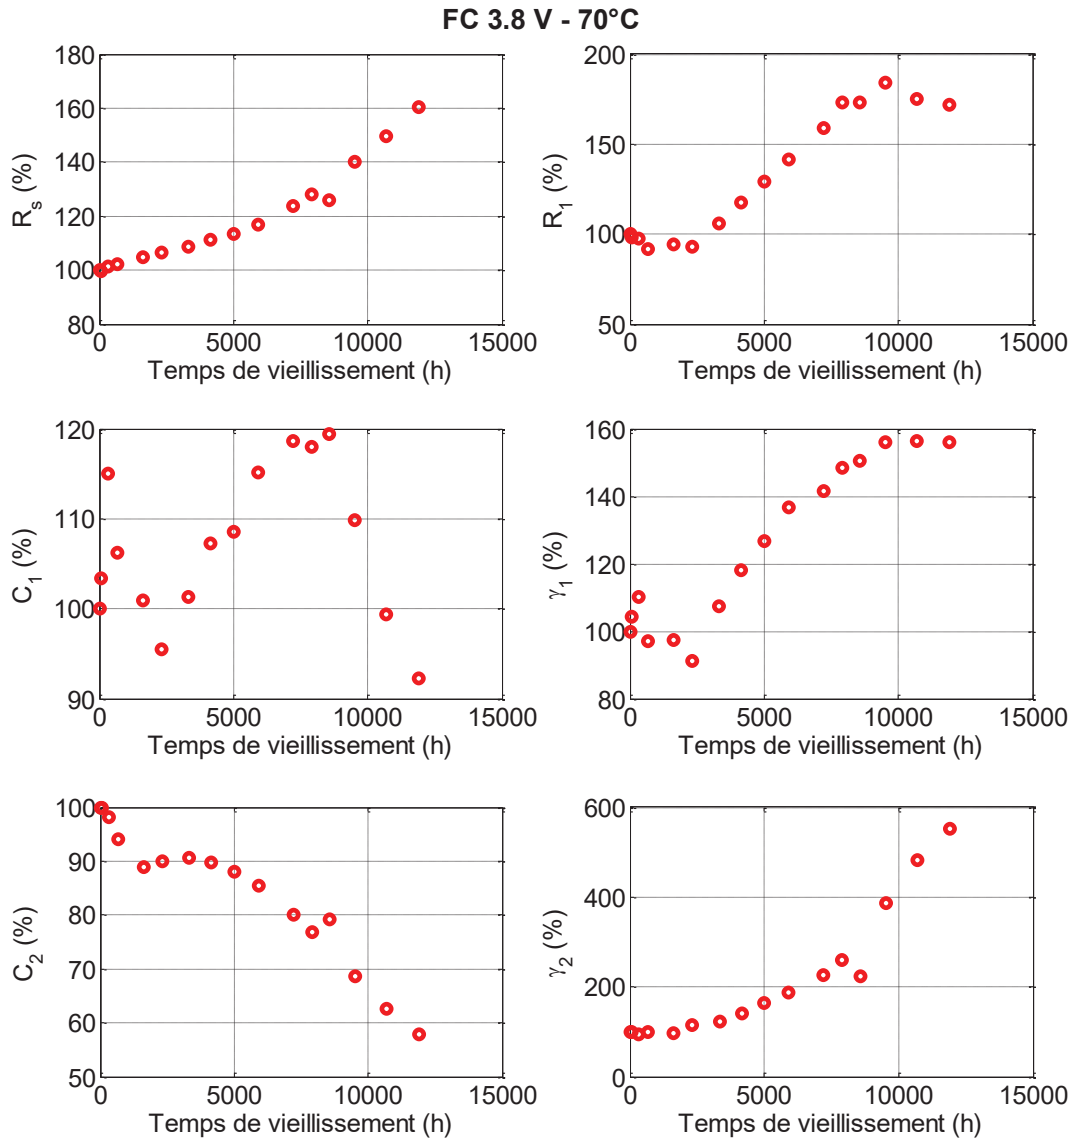 FC 3.8 V - 70°C
180
160
140
120
100
80
R_s (%)
0 5000 10000 15000
Temps de vieillissement (h)
200
150
100
50
R_1 (%)
0 5000 10000 15000
Temps de vieillissement (h)
120
110
100
90
C_1 (%)
0 5000 10000 15000
Temps de vieillissement (h)
160
140
120
100
80
γ_1 (%)
0 5000 10000 15000
Temps de vieillissement (h)
100
90
80
70
60
50
C_2 (%)
0 5000 10000 15000
Temps de vieillissement (h)
600
400
200
0
γ_2 (%)
0 5000 10000 15000
Temps de vieillissement (h)